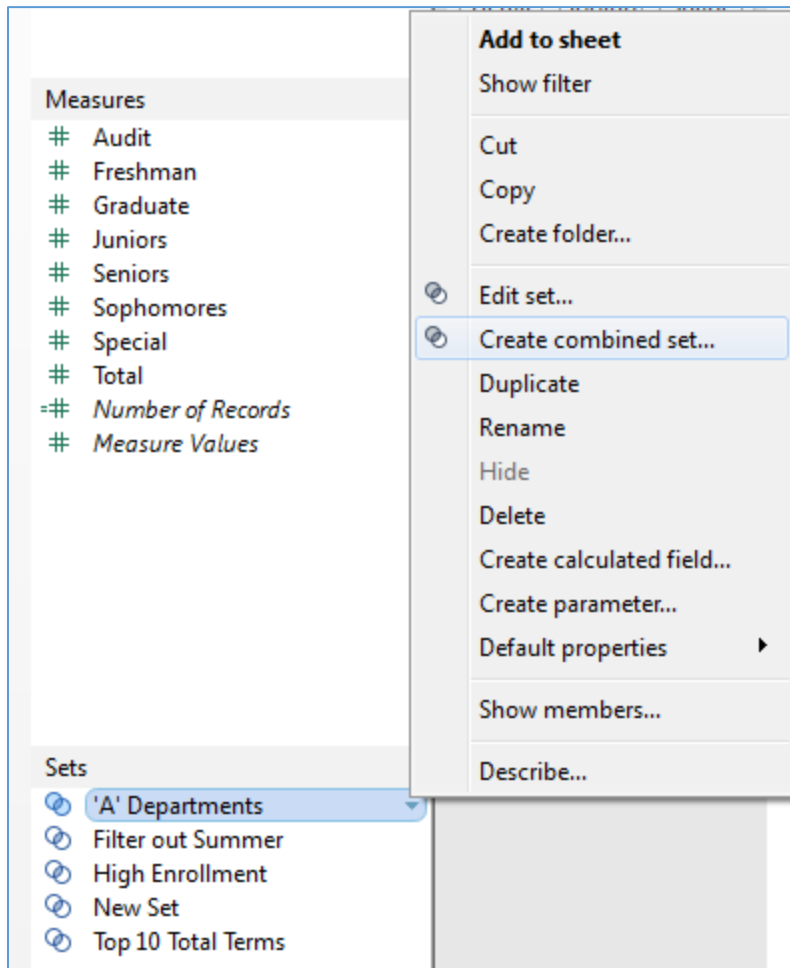 Add to sheet
Show filter
Cut
Copy
Create folder...
Edit set...
Create combined set...
Duplicate
Rename
Hide
Delete
Create calculated field...
Create parameter...
Default properties
Show members...
Describe...
Measures
Audit
Freshman
Graduate
Juniors
Seniors
Sophomores
Special
Total
Number of Records
Measure Values
Sets
'A' Departments
Filter out Summer
High Enrollment
New Set
Top 10 Total Terms